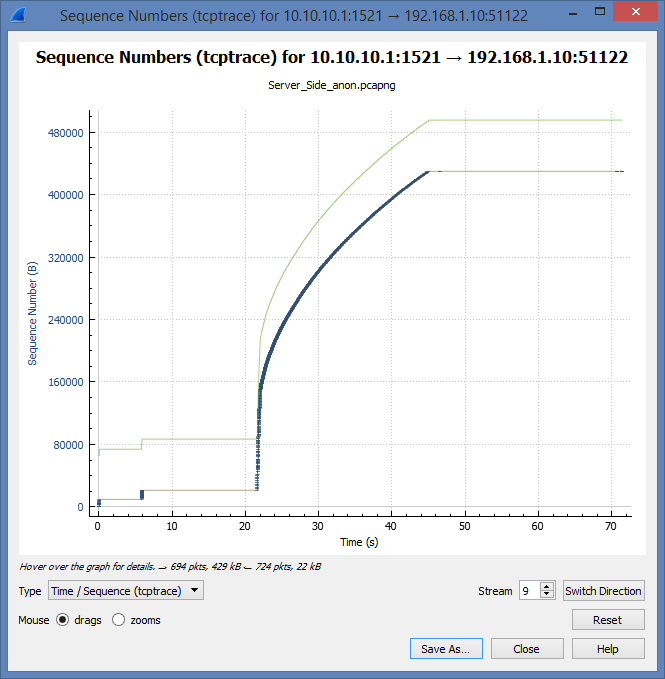 Sequence Numbers (tcptrace) for 10.10.10.1:1521 → 192.168.1.10:51122
Sequence Numbers (tcptrace) for 10.10.10.1:1521 → 192.168.1.10:51122
Server_Side_anon.pcapng
Sequence Number (B)
480000
400000
320000
240000
160000
80000
0
0 10 20 30 40 50 60 70
Time (s)
Hover over the graph for details. → 694 pkts, 429 kB ← 724 pkts, 22 kB
Type Time / Sequence (tcptrace) Stream 9 Switch Direction
Mouse drags zooms Reset
Save As... Close Help